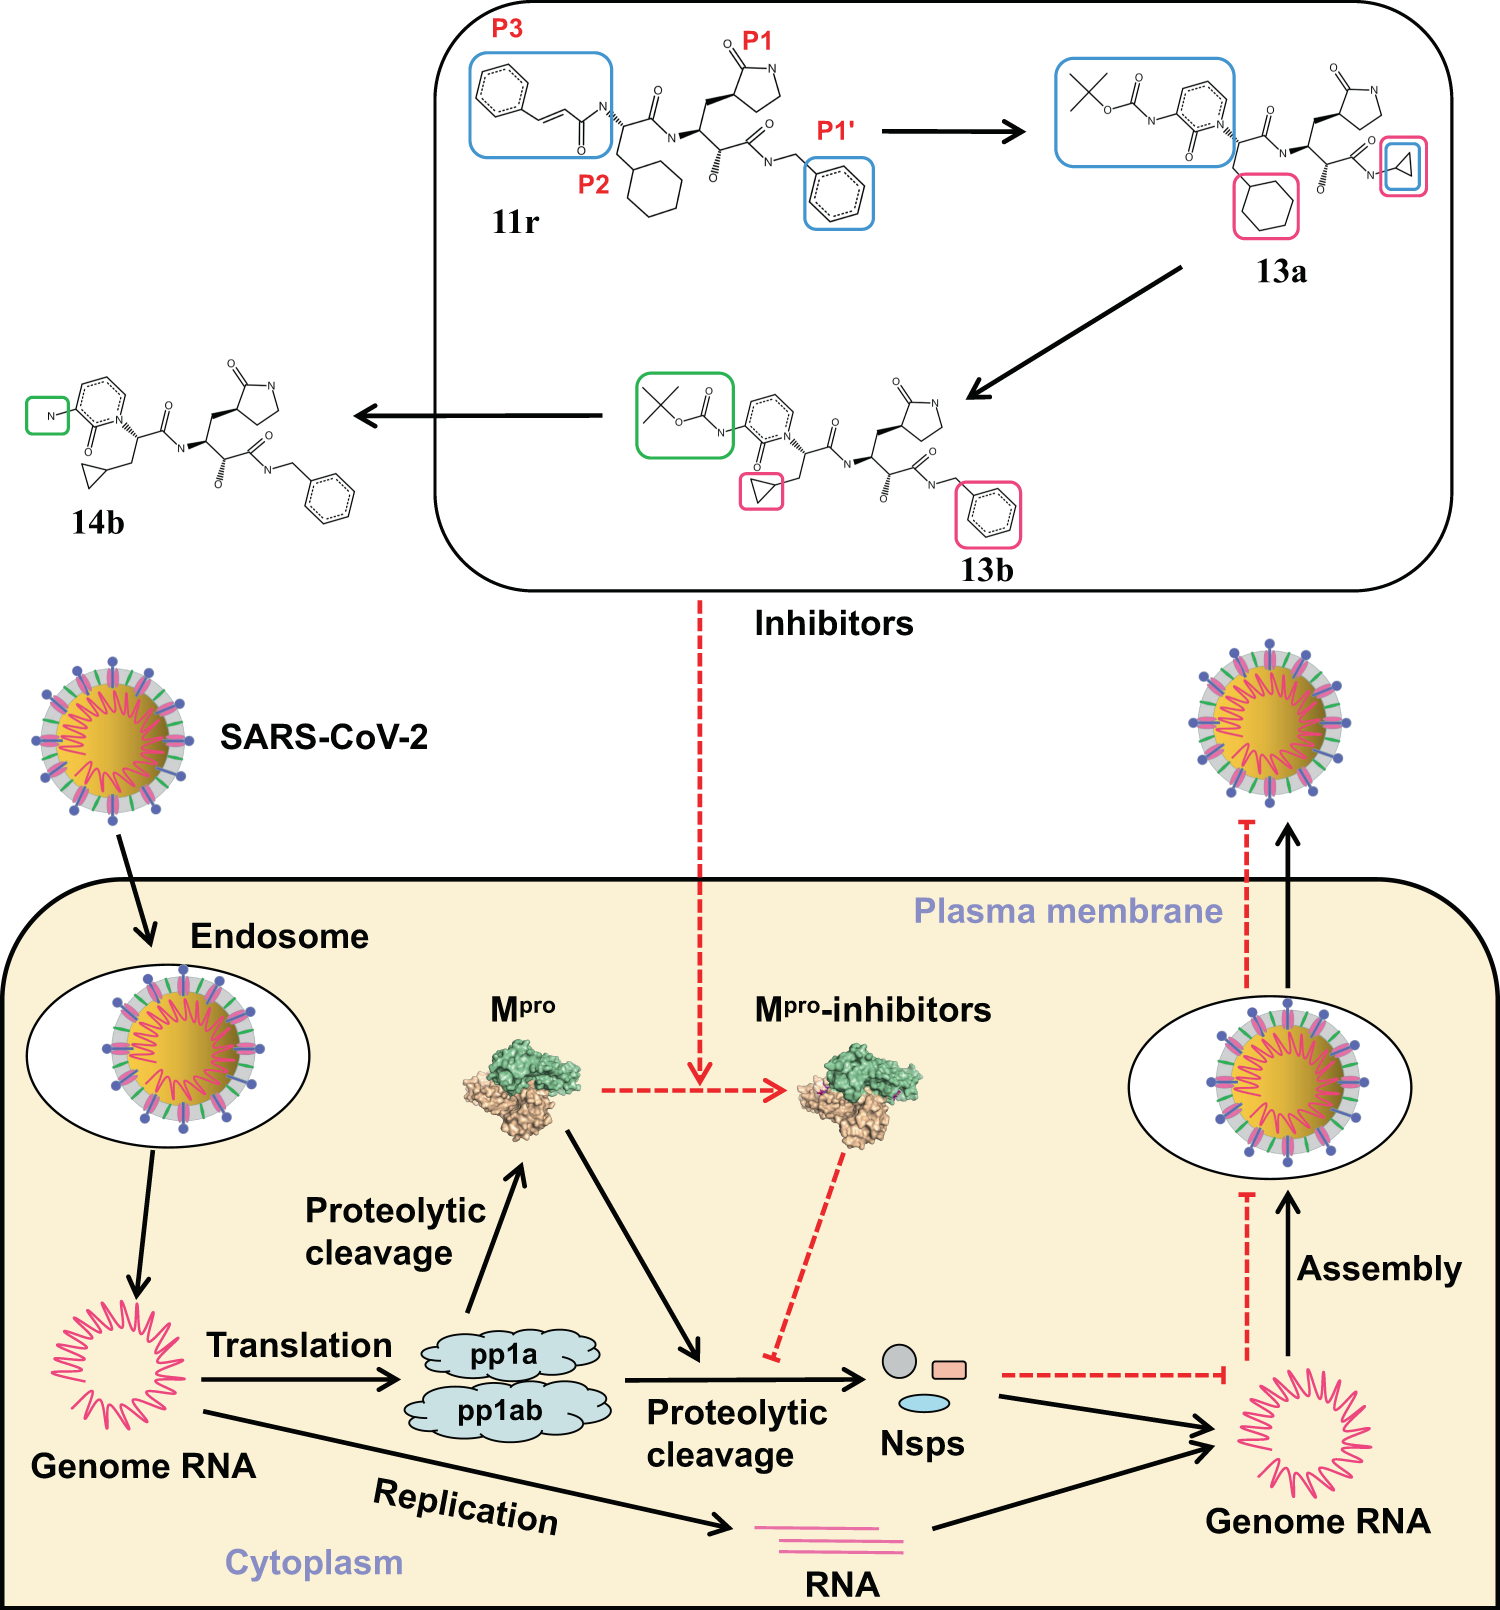 P3
P1
P1'
P2
11r
13a
14b
13b
Inhibitors
SARS-CoV-2
Plasma membrane
Endosome
Mpro
Mpro-inhibitors
Proteolytic
cleavage
Assembly
Translation
pp1a
pp1ab
Proteolytic
cleavage
Nsps
Genome RNA
Replication
Genome RNA
Cytoplasm
RNA